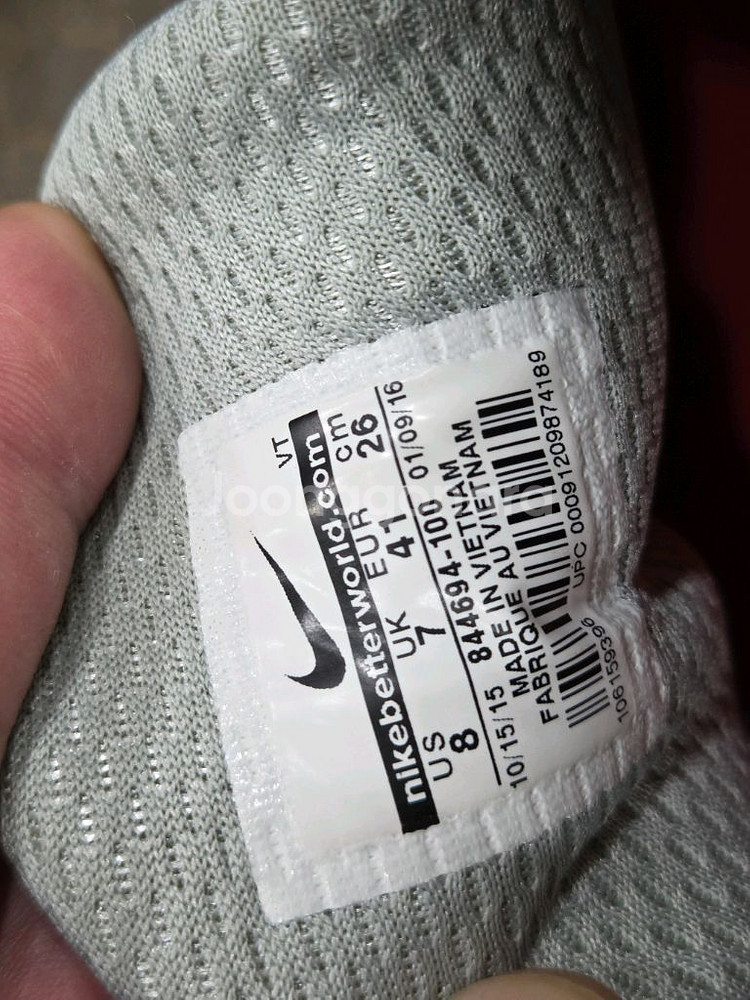 VT
nikebetterworld.com
US UK EUR cm
8 7 41 26
10/15/15 01/09/16
844694-100
MADE IN VIETNAM
FABRIQUE AU VIETNAM
106159396 UPC 00091209874189